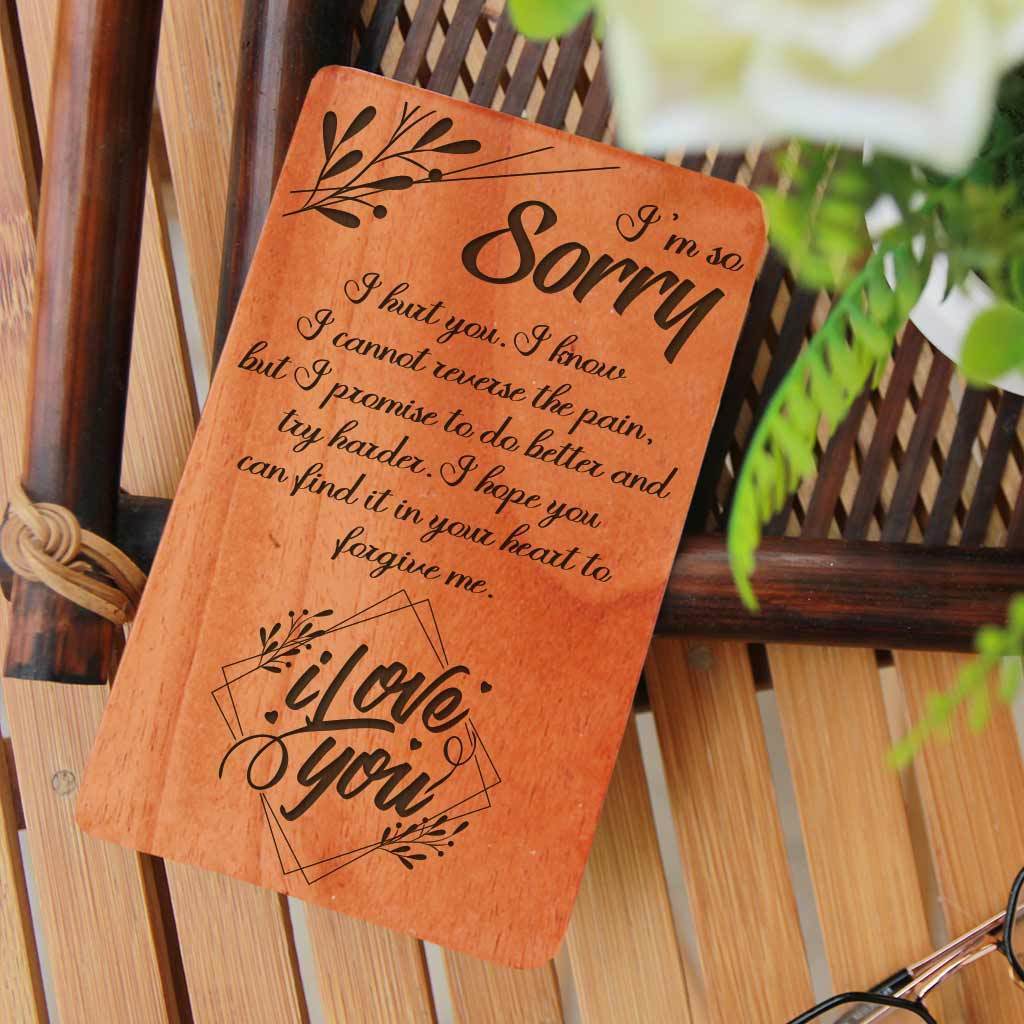 I'm so
Sorry
I hurt you. I know
I cannot reverse the pain,
but I promise to do better and
try harder. I hope you
can find it in your heart to
forgive me.
i Love
you